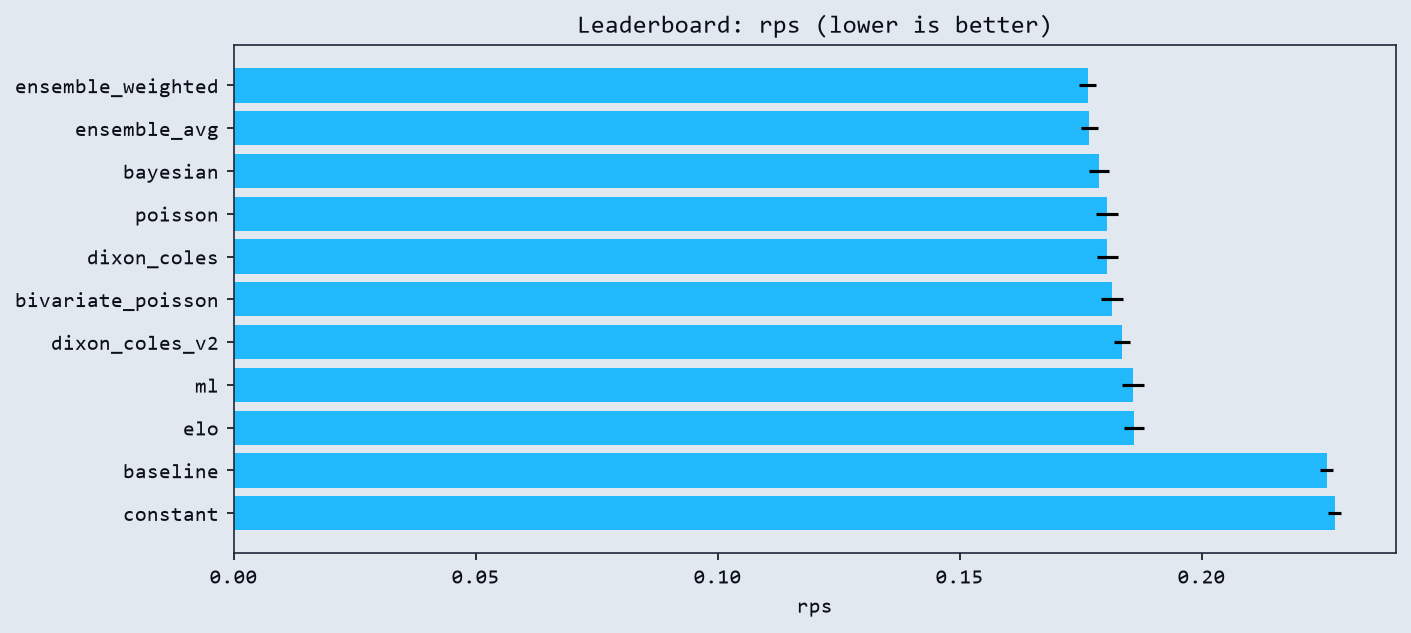 Leaderboard: rps (lower is better)
ensemble_weighted
ensemble_avg
bayesian
poisson
dixon_coles
bivariate_poisson
dixon_coles_v2
ml
elo
baseline
constant
0.00 0.05 0.10 0.15 0.20
rps